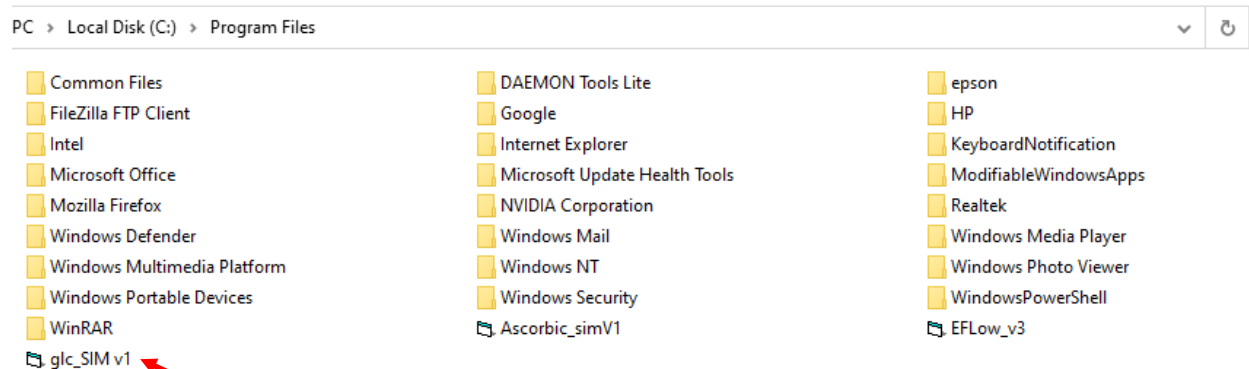 PC > Local Disk (C:) > Program Files
Common Files DAEMON Tools Lite epson
FileZilla FTP Client Google HP
Intel Internet Explorer KeyboardNotification
Microsoft Office Microsoft Update Health Tools ModifiableWindowsApps
Mozilla Firefox NVIDIA Corporation Realtek
Windows Defender Windows Mail Windows Media Player
Windows Multimedia Platform Windows NT Windows Photo Viewer
Windows Portable Devices Windows Security WindowsPowerShell
WinRAR Ascorbic_simV1 EFLow_v3
glc_SIM v1